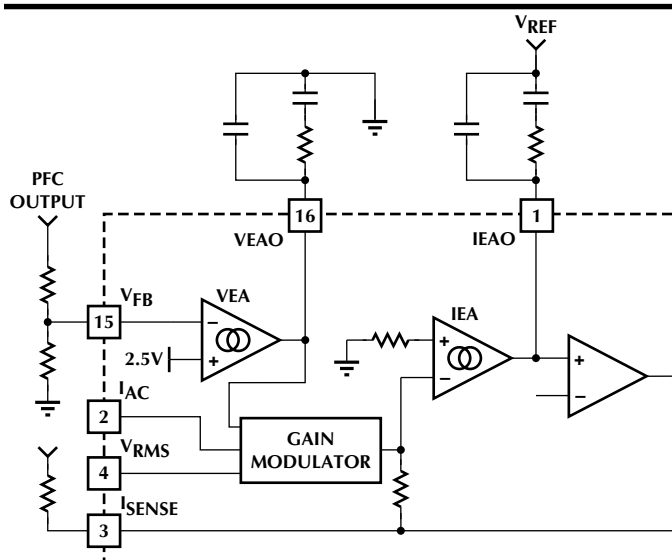 VREF
PFC
OUTPUT
16
1
VEAO
IEAO
VFB
VEA
IEA
15
−
+
+
2.5V
+
−
−
IAC
2
GAIN
MODULATOR
VRMS
4
ISENSE
3